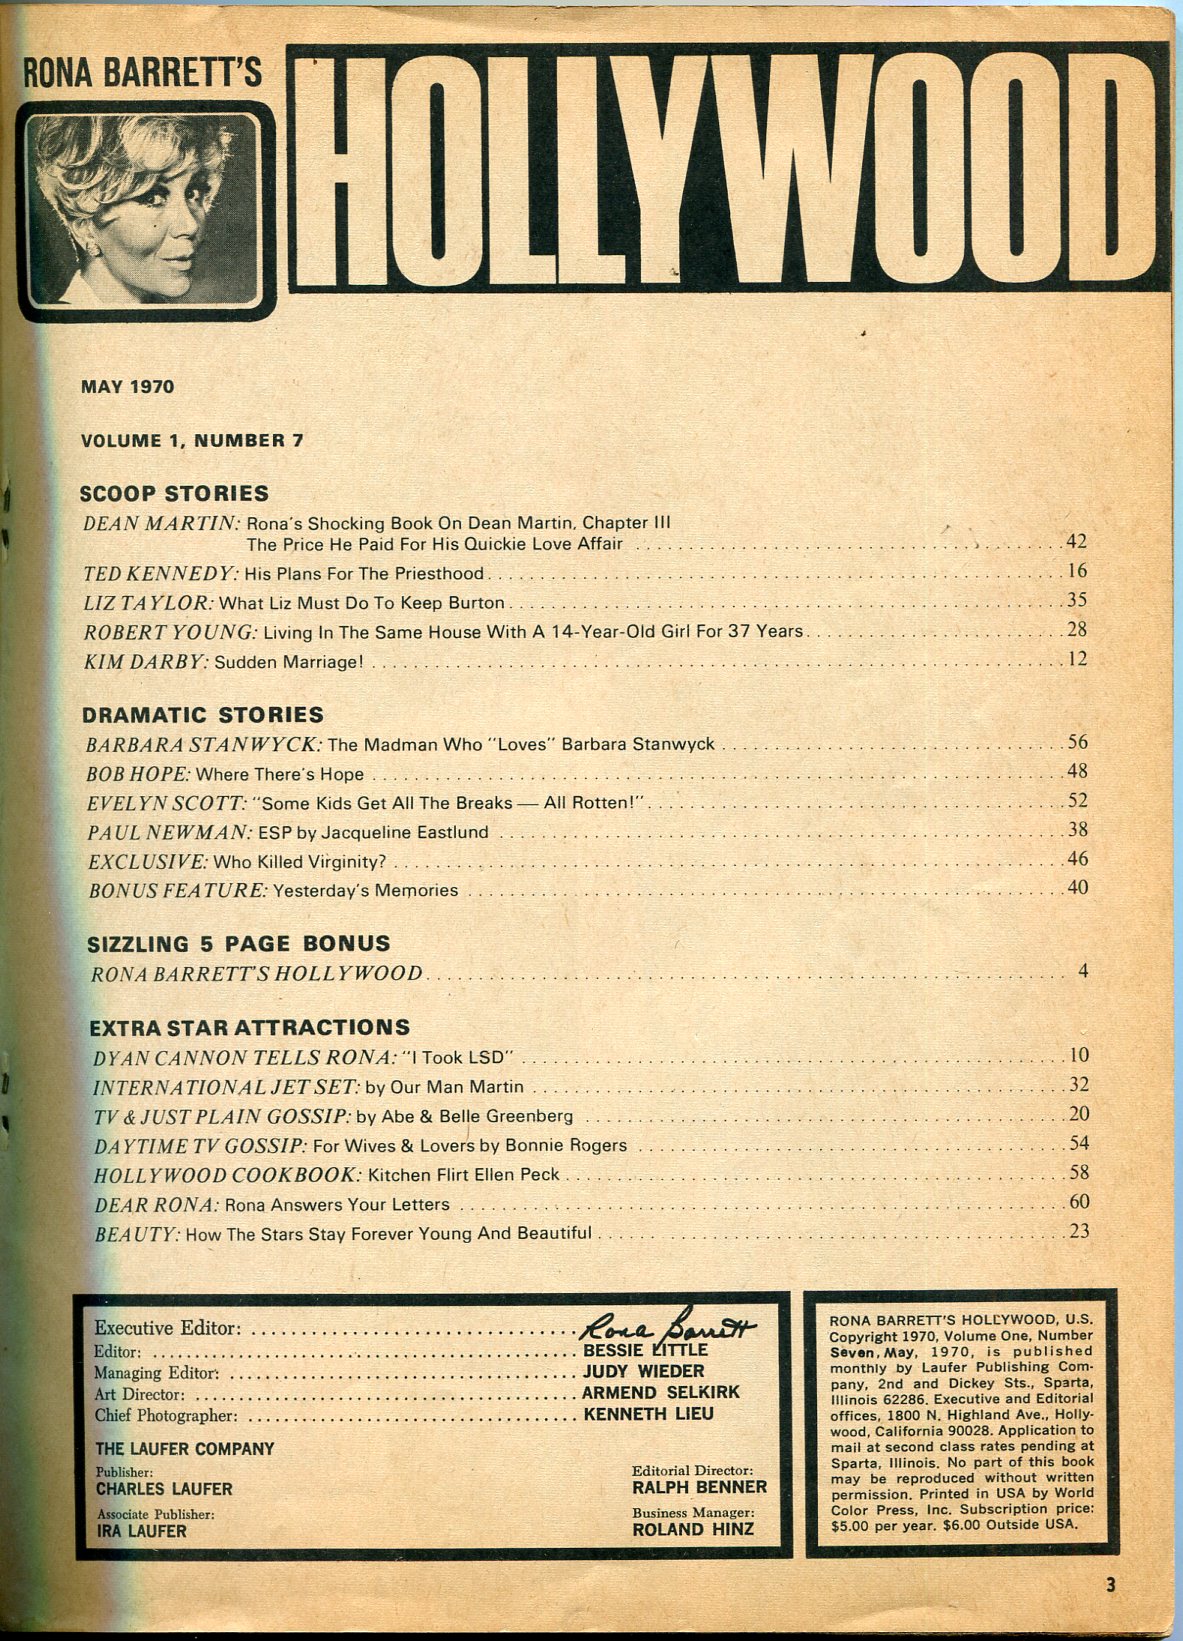 RONA BARRETT'S
HOLLYWOOD
MAY 1970
VOLUME 1, NUMBER 7
SCOOP STORIES
DEAN MARTIN: Rona's Shocking Book On Dean Martin, Chapter III
The Price He Paid For His Quickie Love Affair ........ 42
TED KENNEDY: His Plans For The Priesthood ........ 16
LIZ TAYLOR: What Liz Must Do To Keep Burton ........ 35
ROBERT YOUNG: Living In The Same House With A 14-Year-Old Girl For 37 Years ........ 28
KIM DARBY: Sudden Marriage! ........ 12
DRAMATIC STORIES
BARBARA STANWYCK: The Madman Who "Loves" Barbara Stanwyck ........ 56
BOB HOPE: Where There's Hope ........ 48
EVELYN SCOTT: "Some Kids Get All The Breaks — All Rotten!" ........ 52
PAUL NEWMAN: ESP by Jacqueline Eastlund ........ 38
EXCLUSIVE: Who Killed Virginity? ........ 46
BONUS FEATURE: Yesterday's Memories ........ 40
SIZZLING 5 PAGE BONUS
RONA BARRETT'S HOLLYWOOD ........ 4
EXTRA STAR ATTRACTIONS
DYAN CANNON TELLS RONA: "I Took LSD" ........ 10
INTERNATIONAL JET SET: by Our Man Martin ........ 32
TV & JUST PLAIN GOSSIP: by Abe & Belle Greenberg ........ 20
DAYTIME TV GOSSIP: For Wives & Lovers by Bonnie Rogers ........ 54
HOLLYWOOD COOKBOOK: Kitchen Flirt Ellen Peck ........ 58
DEAR RONA: Rona Answers Your Letters ........ 60
BEAUTY: How The Stars Stay Forever Young And Beautiful ........ 23
Executive Editor: ........ Rona Barrett
Editor: ........ BESSIE LITTLE
Managing Editor: ........ JUDY WIEDER
Art Director: ........ ARMEND SELKIRK
Chief Photographer: ........ KENNETH LIEU
THE LAUFER COMPANY
Publisher:
CHARLES LAUFER
Associate Publisher:
IRA LAUFER
Editorial Director:
RALPH BENNER
Business Manager:
ROLAND HINZ
RONA BARRETT'S HOLLYWOOD, U.S.
Copyright 1970, Volume One, Number
Seven, May, 1970, is published
monthly by Laufer Publishing Com-
pany, 2nd and Dickey Sts., Sparta,
Illinois 62286. Executive and Editorial
offices, 1800 N. Highland Ave., Holly-
wood, California 90028. Application to
mail at second class rates pending at
Sparta, Illinois. No part of this book
may be reproduced without written
permission. Printed in USA by World
Color Press, Inc. Subscription price:
$5.00 per year. $6.00 Outside USA.
3